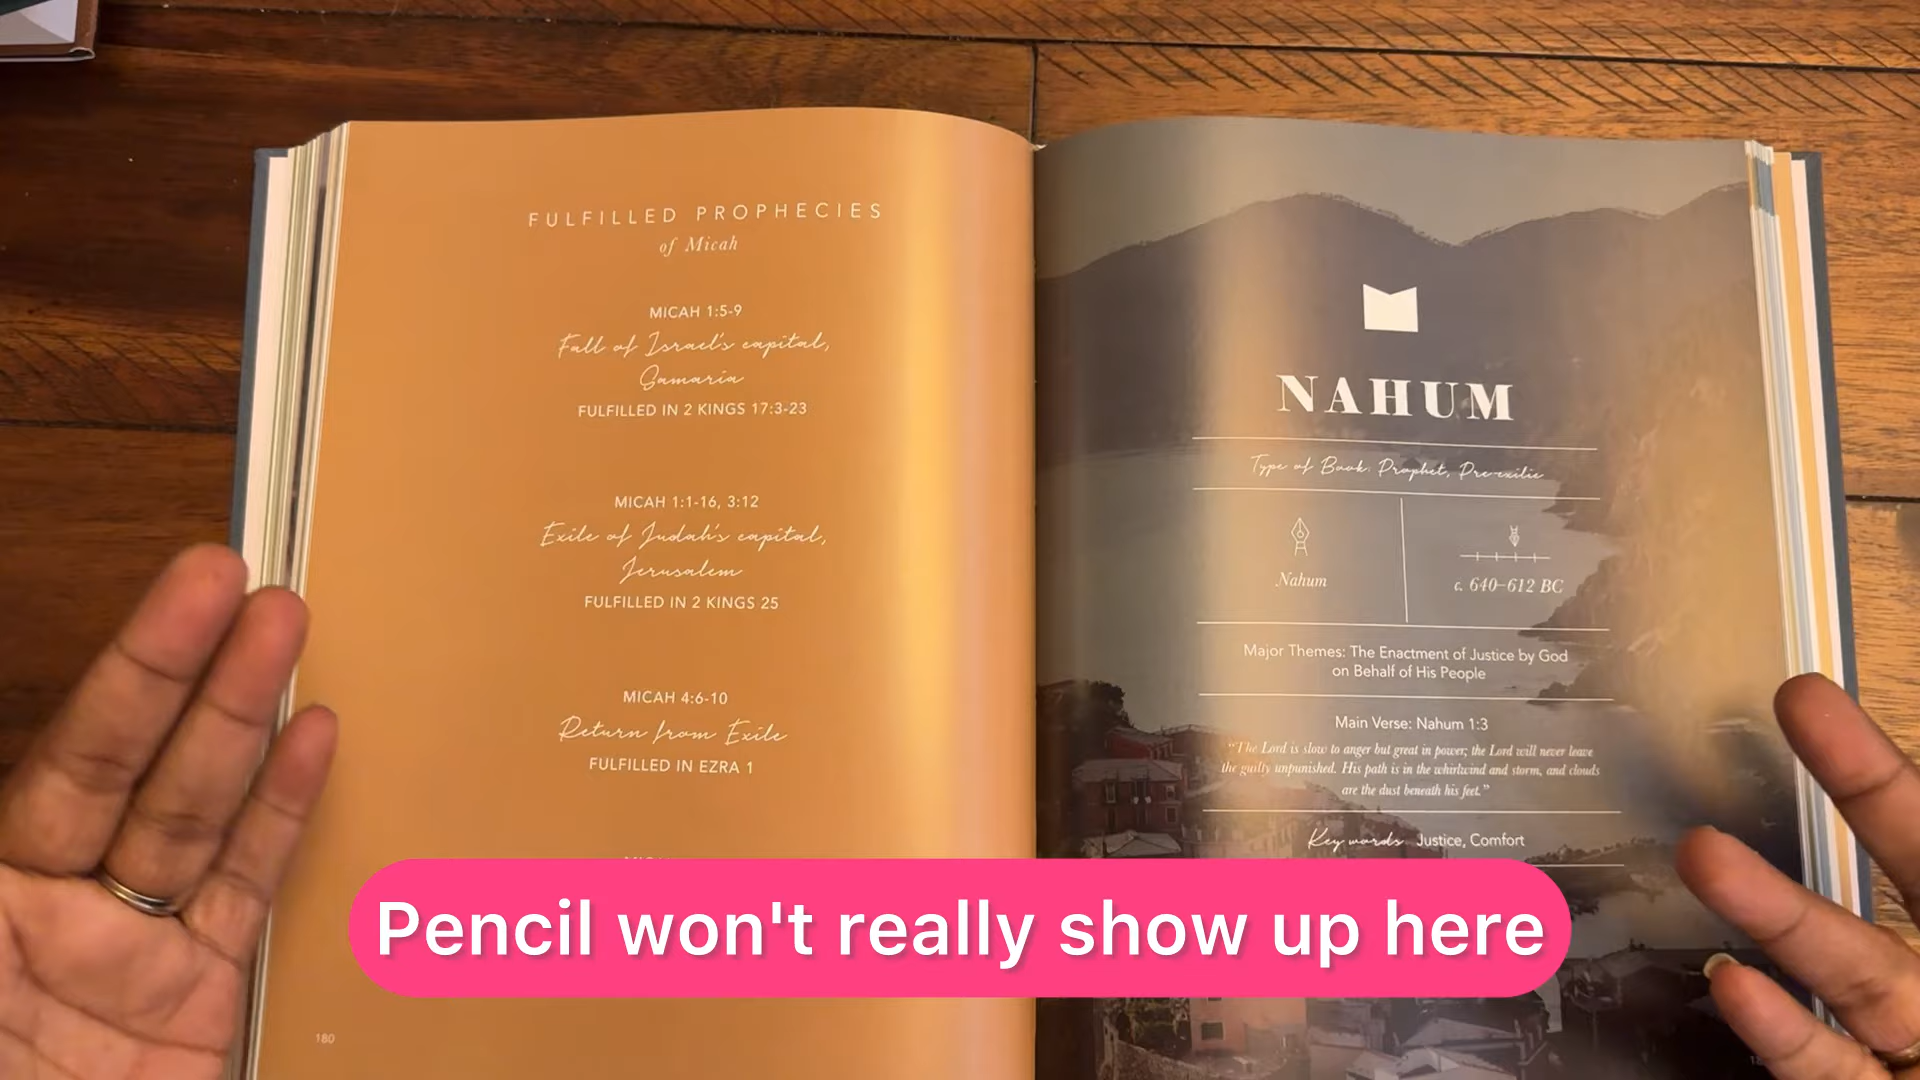 FULFILLED PROPHECIES
of Micah
MICAH 1:5-9
Fall of Israel's capital,
Samaria
FULFILLED IN 2 KINGS 17:3-23
MICAH 1:1-16, 3:12
Exile of Judah's capital,
Jerusalem
FULFILLED IN 2 KINGS 25
MICAH 4:6-10
Return from Exile
FULFILLED IN EZRA 1
180
NAHUM
Type of Book: Prophet, Pre-exilic
Nahum
c. 640–612 BC
Major Themes: The Enactment of Justice by God
on Behalf of His People
Main Verse: Nahum 1:3
“The Lord is slow to anger but great in power; the Lord will never leave
the guilty unpunished. His path is in the whirlwind and storm, and clouds
are the dust beneath his feet.”
Key words: Justice, Comfort
Pencil won't really show up here